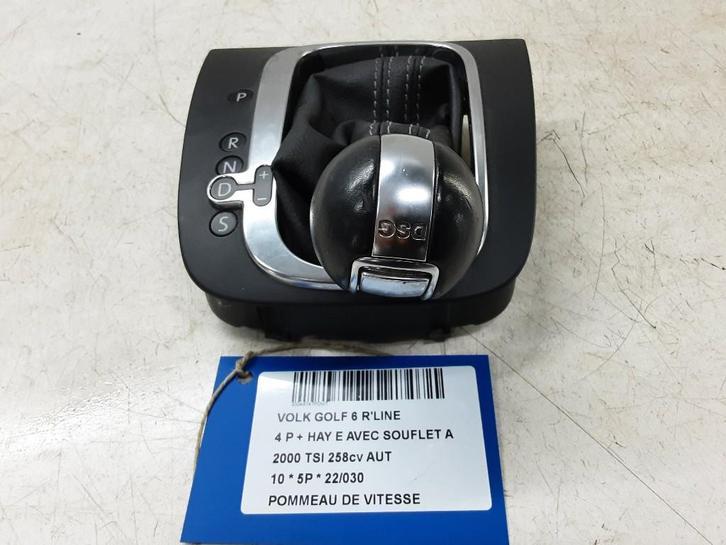 P
R
N
D
+
-
S
DSG
VOLK GOLF 6 R'LINE
4 P + HAY E AVEC SOUFLET A
2000 TSI 258cv AUT
10 * 5P * 22/030
POMMEAU DE VITESSE